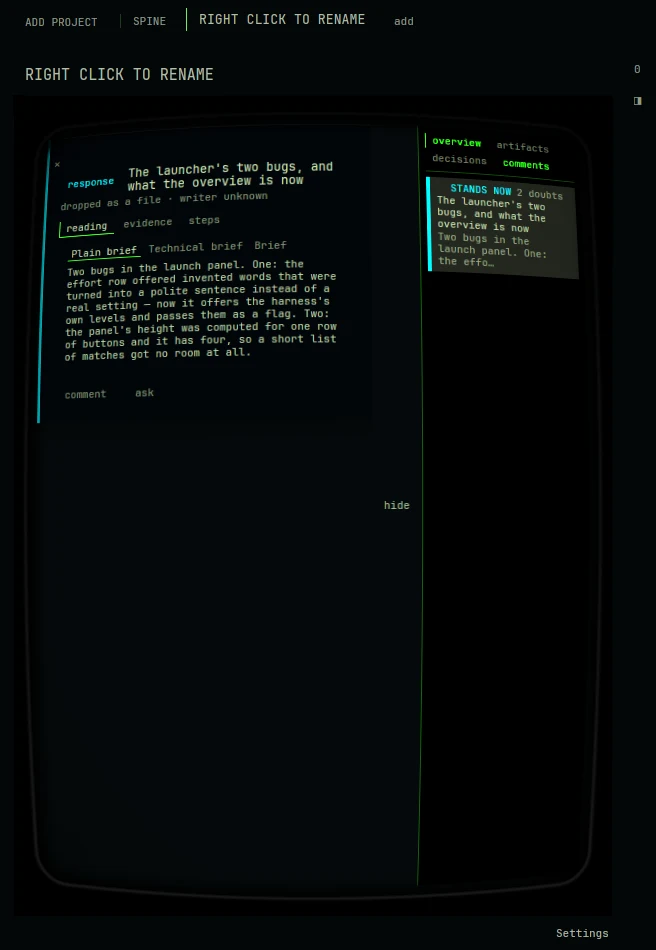 ADD PROJECT
SPINE
RIGHT CLICK TO RENAME
add
RIGHT CLICK TO RENAME
0
×
response
The launcher's two bugs, and
what the overview is now
dropped as a file · writer unknown
reading
evidence
steps
Plain brief
Technical brief
Brief
Two bugs in the launch panel. One: the
effort row offered invented words that were
turned into a polite sentence instead of a
real setting — now it offers the harness's
own levels and passes them as a flag. Two:
the panel's height was computed for one row
of buttons and it has four, so a short list
of matches got no room at all.
comment
ask
hide
overview
artifacts
decisions
comments
STANDS NOW 2 doubts
The launcher's two
bugs, and what the
overview is now
Two bugs in the
launch panel. One:
the effo…
Settings